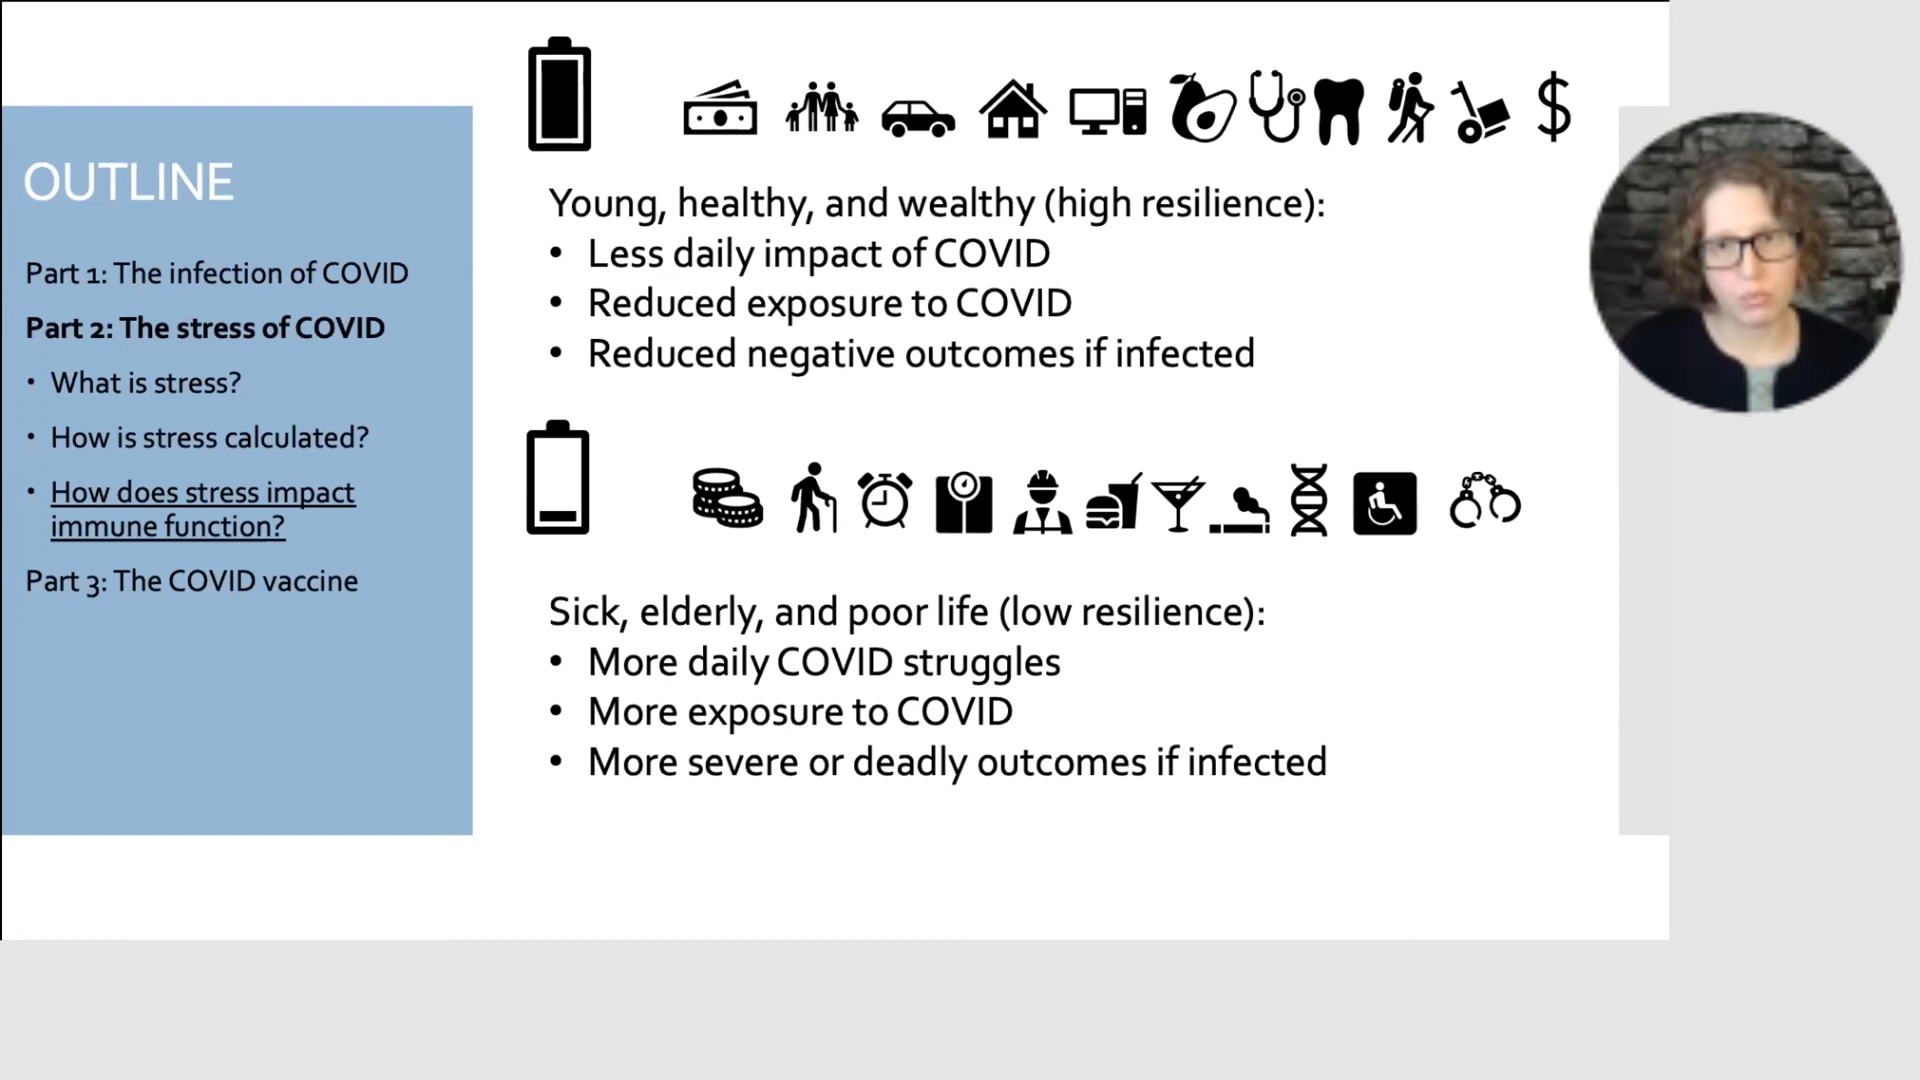 OUTLINE
Part 1: The infection of COVID
Part 2: The stress of COVID
• What is stress?
• How is stress calculated?
• How does stress impact
immune function?
Part 3: The COVID vaccine
$
Young, healthy, and wealthy (high resilience):
• Less daily impact of COVID
• Reduced exposure to COVID
• Reduced negative outcomes if infected
Sick, elderly, and poor life (low resilience):
• More daily COVID struggles
• More exposure to COVID
• More severe or deadly outcomes if infected